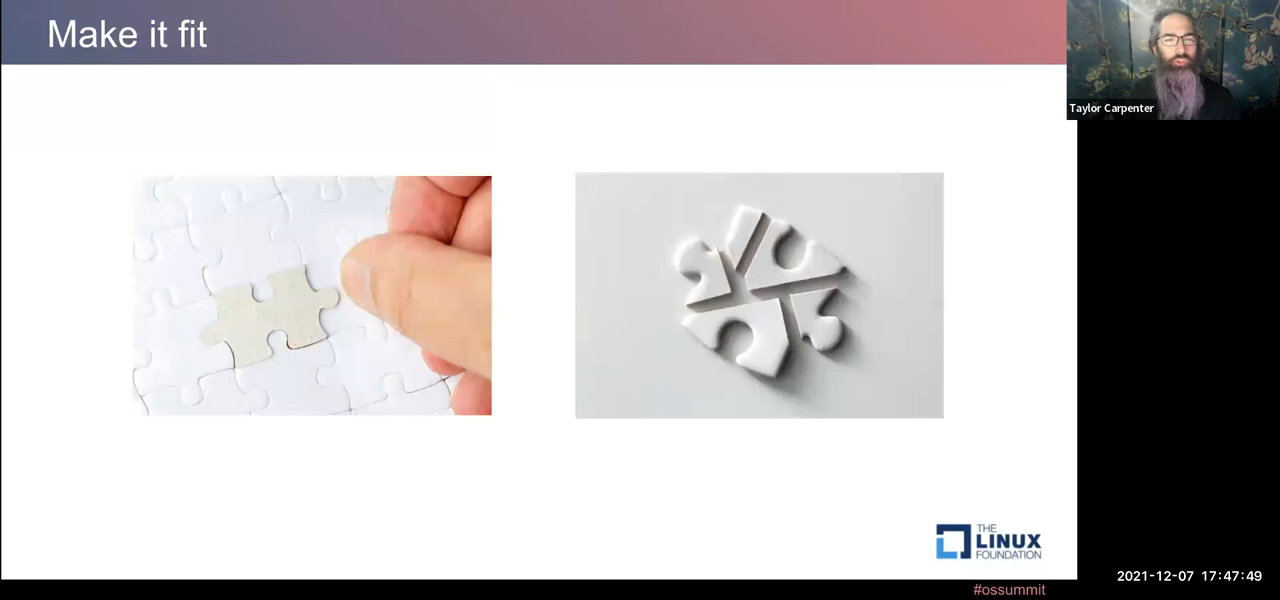 Make it fit
Taylor Carpenter
THE
LINUX
FOUNDATION
2021-12-07 17:47:49
#ossummit